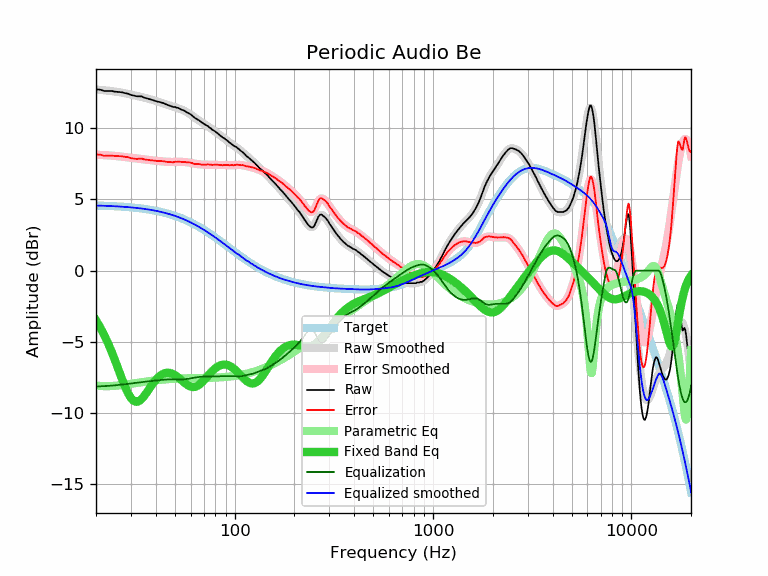 Periodic Audio Be
Amplitude (dBr)
10
5
0
−5
−10
−15
Target
Raw Smoothed
Error Smoothed
Raw
Error
Parametric Eq
Fixed Band Eq
Equalization
Equalized smoothed
100
1000
10000
Frequency (Hz)